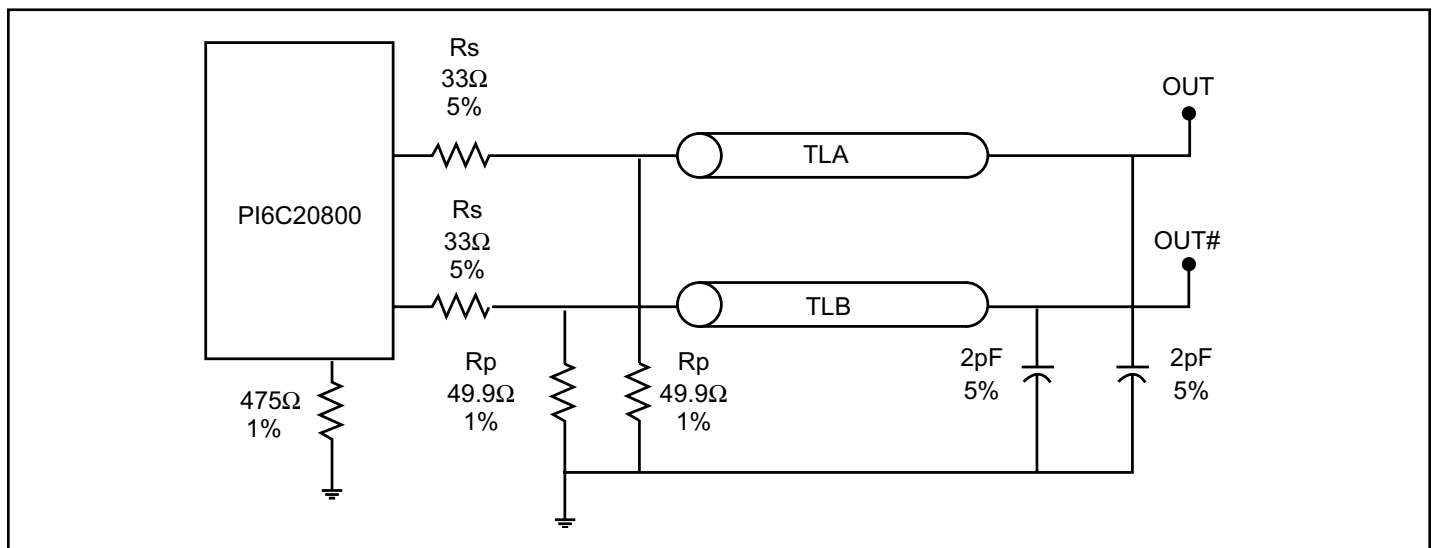 Rs
33Ω
5%
OUT
TLA
PI6C20800
Rs
33Ω
5%
OUT#
TLB
475Ω
1%
Rp
49.9Ω
1%
Rp
49.9Ω
1%
2pF
5%
2pF
5%